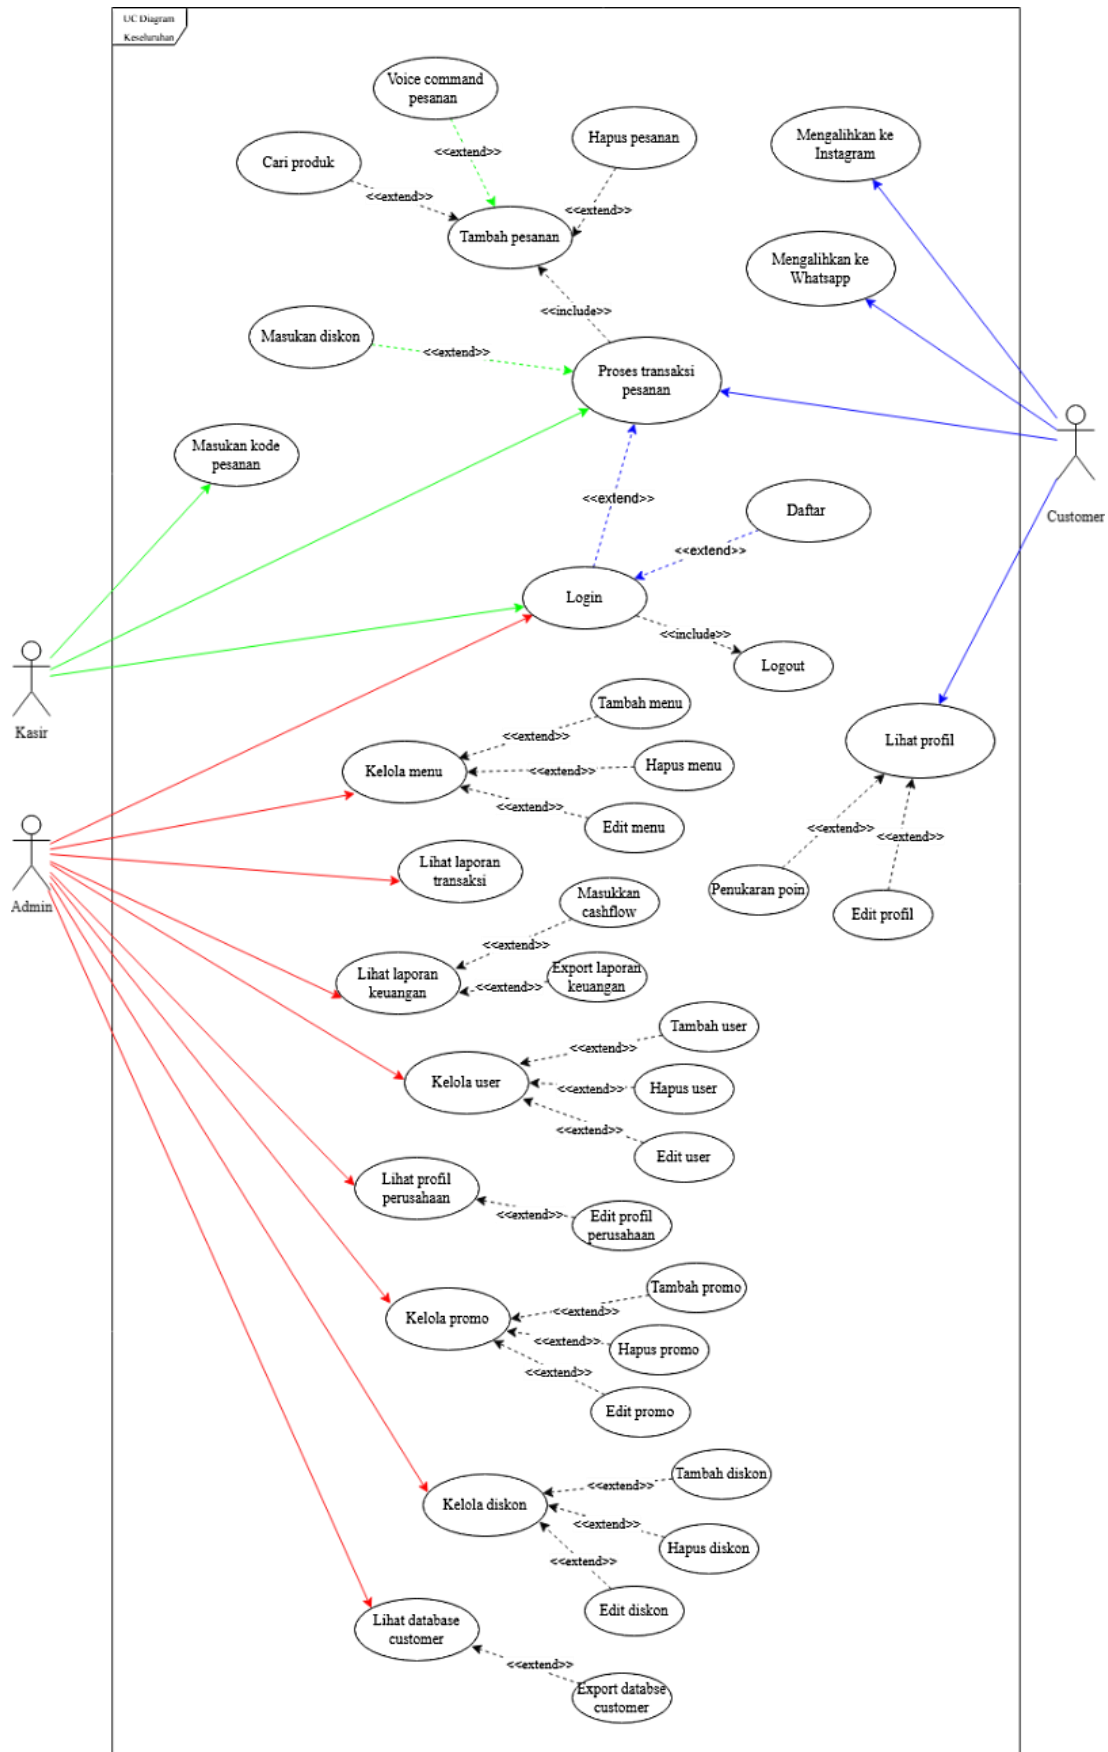 UC Diagram
Keseluruhan
Voice command
pesanan
<<extend>>
Hapus pesanan
Cari produk
<<extend>>
<<extend>>
Tambah pesanan
Mengalihkan ke
Instagram
Mengalihkan ke
Whatsapp
<<include>>
Masukan diskon
<<extend>>
Proses transaksi
pesanan
Masukan kode
pesanan
<<extend>>
Daftar
<<extend>>
Customer
Login
<<include>>
Logout
Kasir
Tambah menu
<<extend>>
Kelola menu
<<extend>>
Hapus menu
<<extend>>
Edit menu
Lihat profil
<<extend>>
<<extend>>
Penukaran poin
Edit profil
Admin
Lihat laporan
transaksi
Masukkan
cashflow
<<extend>>
Lihat laporan
keuangan
<<extend>>
Export laporan
keuangan
Tambah user
<<extend>>
Kelola user
<<extend>>
Hapus user
<<extend>>
Edit user
Lihat profil
perusahaan
<<extend>>
Edit profil
perusahaan
Tambah promo
<<extend>>
Kelola promo
<<extend>>
Hapus promo
<<extend>>
Edit promo
Tambah diskon
<<extend>>
Kelola diskon
<<extend>>
Hapus diskon
<<extend>>
Edit diskon
Lihat database
customer
<<extend>>
Export databse
customer